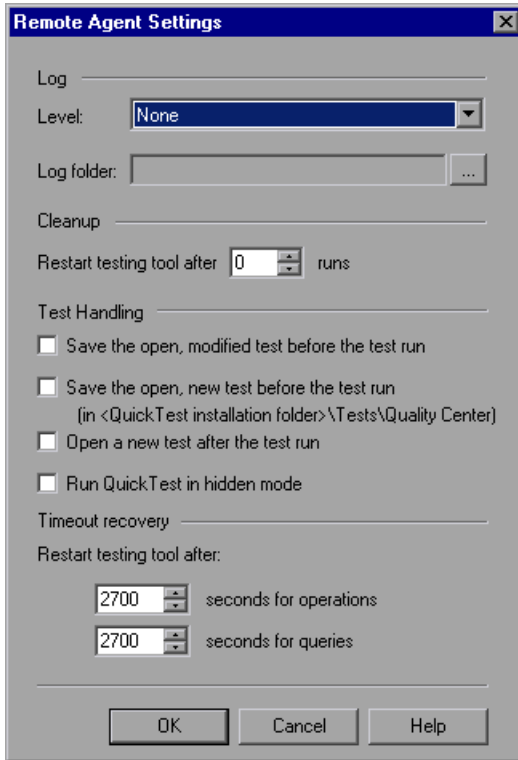 Remote Agent Settings
Log
Level: None
Log folder: ...
Cleanup
Restart testing tool after 0 runs
Test Handling
Save the open, modified test before the test run
Save the open, new test before the test run
(in <QuickTest installation folder>\Tests\Quality Center)
Open a new test after the test run
Run QuickTest in hidden mode
Timeout recovery
Restart testing tool after:
2700 seconds for operations
2700 seconds for queries
OK Cancel Help